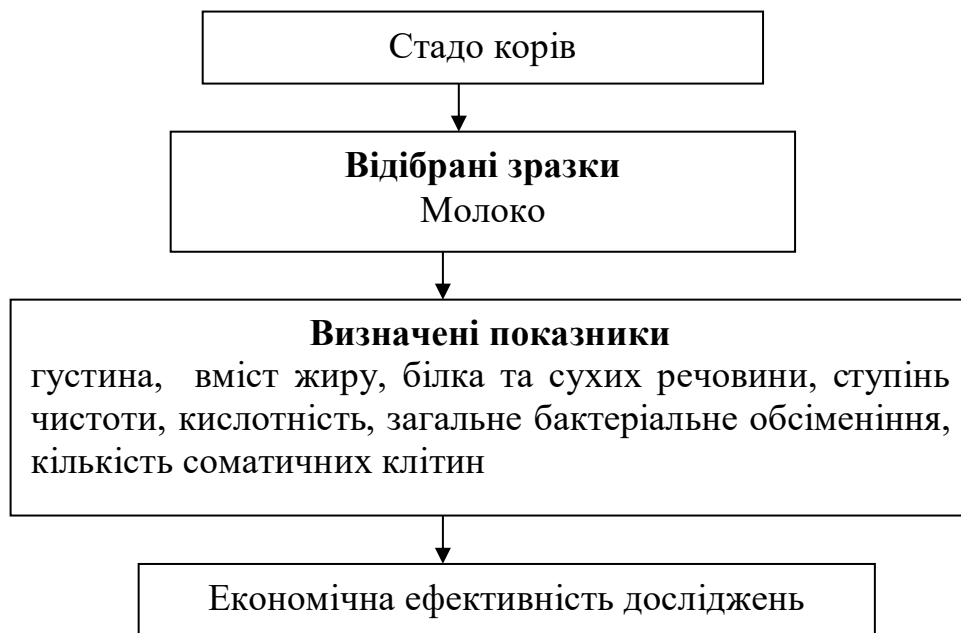 Стадо корів
Відібрані зразки
Молоко
Визначені показники
густина, вміст жиру, білка та сухих речовини, ступінь
чистоти, кислотність, загальне бактеріальне обсіменіння,
кількість соматичних клітин
Економічна ефективність досліджень